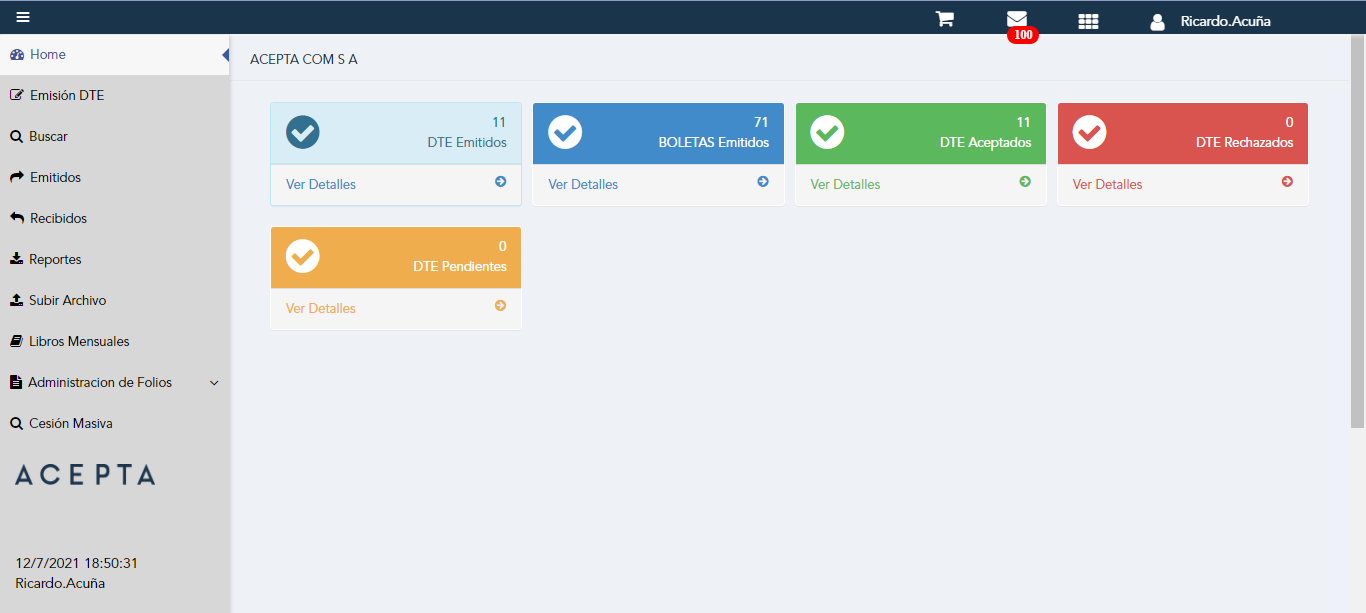 Ricardo.Acuña
100
Home
ACEPTA COM S A
Emisión DTE
Buscar
Emitidos
Recibidos
Reportes
Subir Archivo
Libros Mensuales
Administracion de Folios
Cesión Masiva
ACEPTA
12/7/2021 18:50:31
Ricardo.Acuña
11
DTE Emitidos
Ver Detalles
71
BOLETAS Emitidos
Ver Detalles
11
DTE Aceptados
Ver Detalles
0
DTE Rechazados
Ver Detalles
0
DTE Pendientes
Ver Detalles